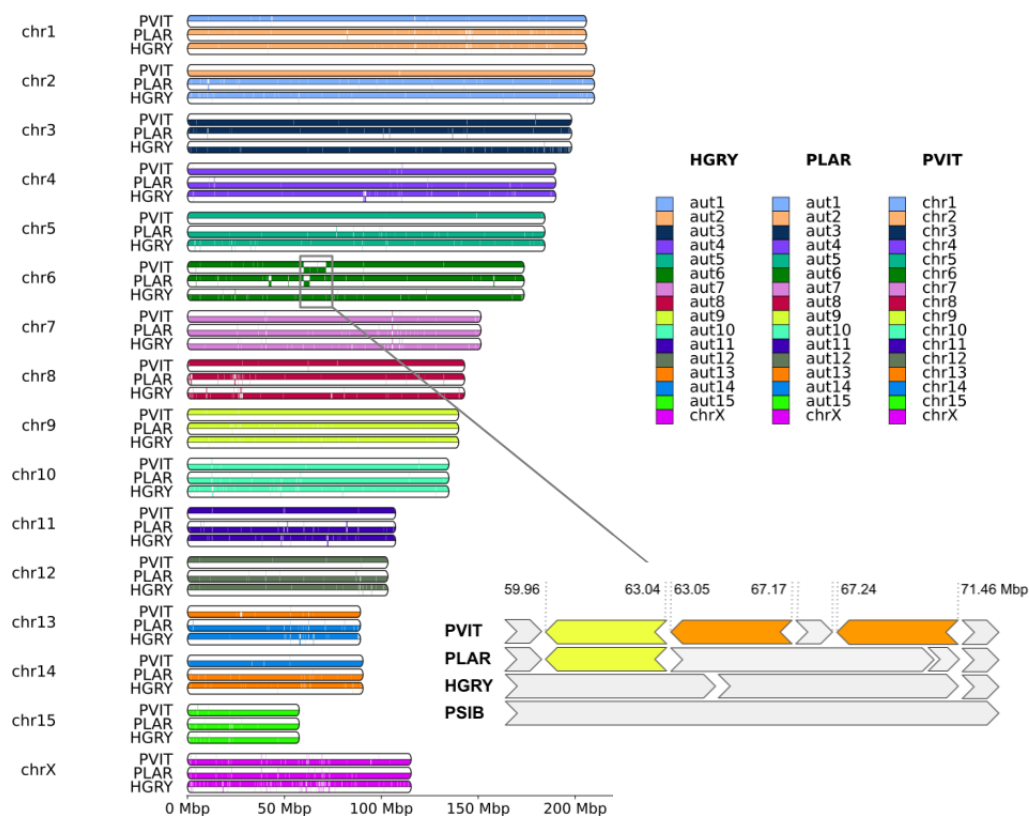 chr1 PVIT
PLAR
HGRY
chr2 PVIT
PLAR
HGRY
chr3 PVIT
PLAR
HGRY
chr4 PVIT
PLAR
HGRY
chr5 PVIT
PLAR
HGRY
chr6 PVIT
PLAR
HGRY
chr7 PVIT
PLAR
HGRY
chr8 PVIT
PLAR
HGRY
chr9 PVIT
PLAR
HGRY
chr10 PVIT
PLAR
HGRY
chr11 PVIT
PLAR
HGRY
chr12 PVIT
PLAR
HGRY
chr13 PVIT
PLAR
HGRY
chr14 PVIT
PLAR
HGRY
chr15 PVIT
PLAR
HGRY
chrX PVIT
PLAR
HGRY
0 Mbp 50 Mbp 100 Mbp 150 Mbp 200 Mbp
HGRY PLAR PVIT
aut1 aut1 chr1
aut2 aut2 chr2
aut3 aut3 chr3
aut4 aut4 chr4
aut5 aut5 chr5
aut6 aut6 chr6
aut7 aut7 chr7
aut8 aut8 chr8
aut9 aut9 chr9
aut10 aut10 chr10
aut11 aut11 chr11
aut12 aut12 chr12
aut13 aut13 chr13
aut14 aut14 chr14
aut15 aut15 chr15
chrX chrX chrX
59.96 63.04 63.05 67.17 67.24 71.46 Mbp
PVIT
PLAR
HGRY
PSIB